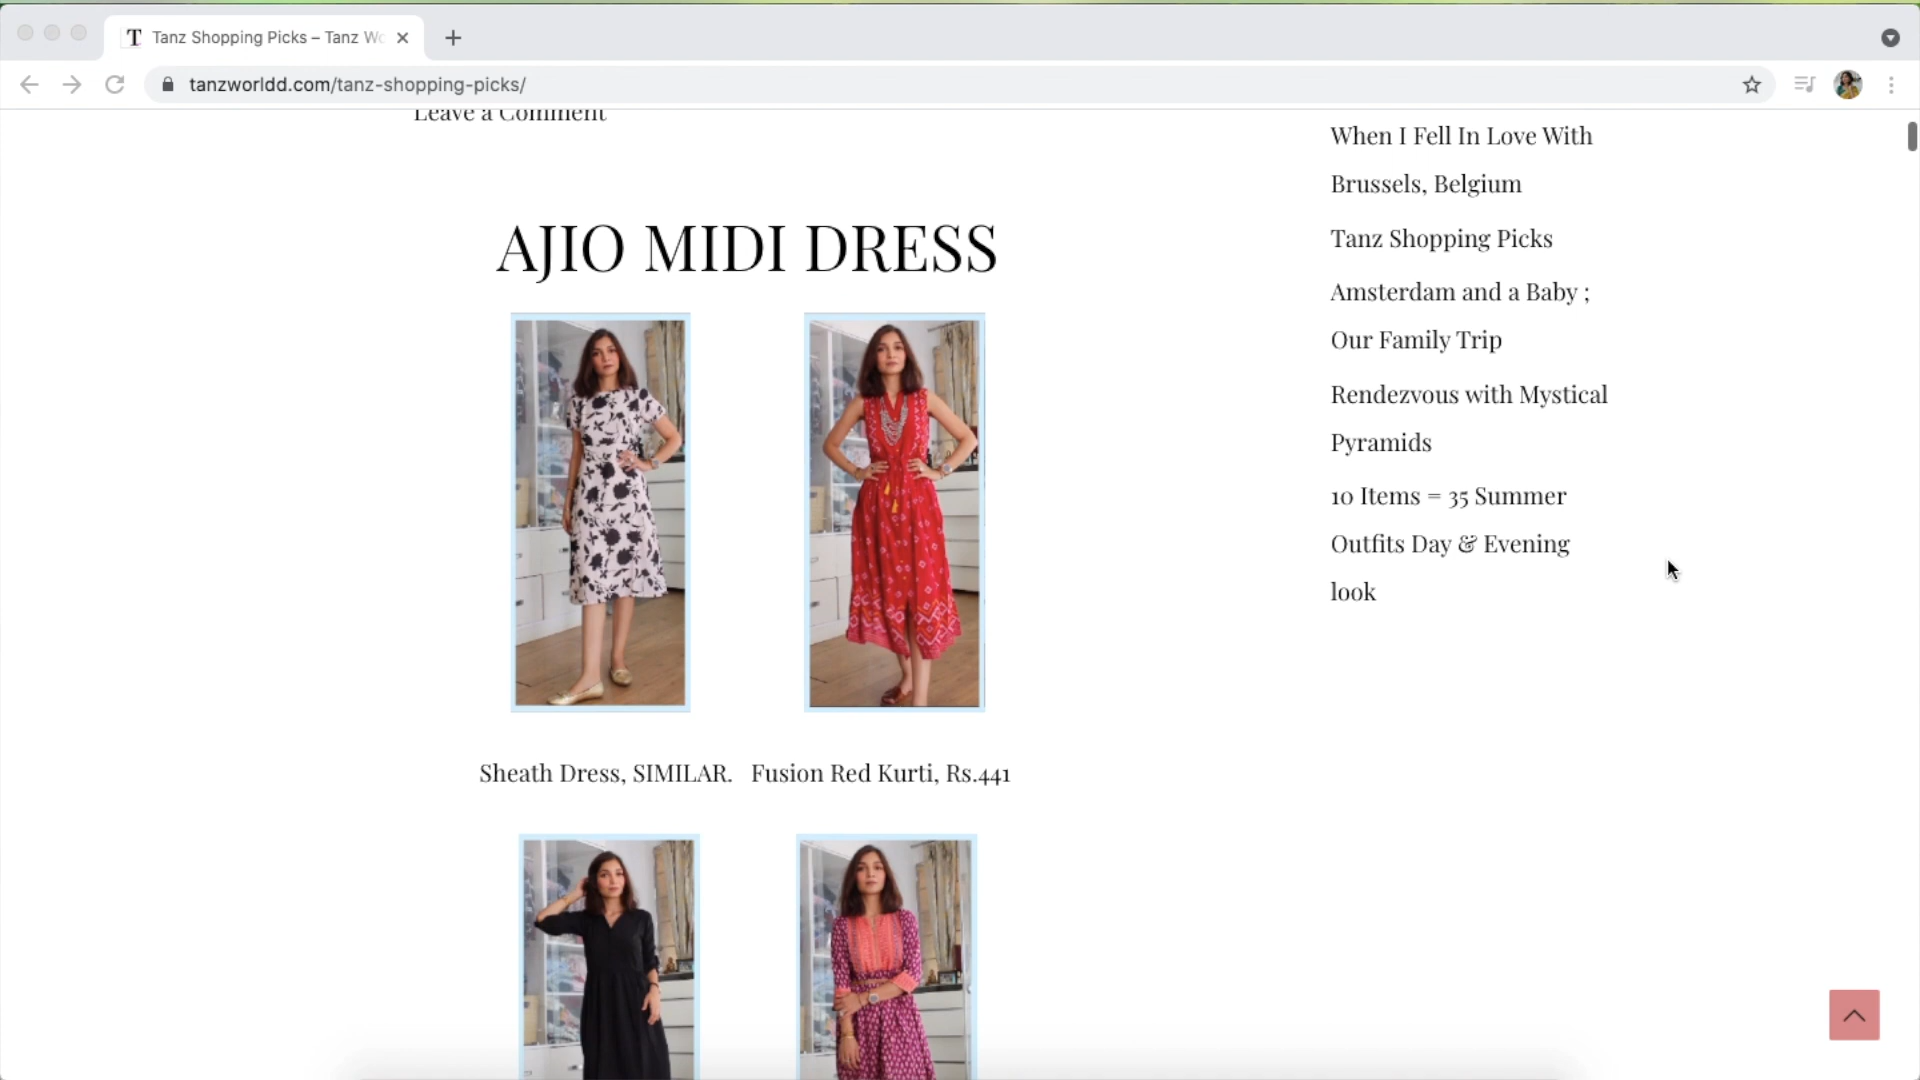 T Tanz Shopping Picks – Tanz Wo
tanzworldd.com/tanz-shopping-picks/
Leave a Comment
AJIO MIDI DRESS
Sheath Dress, SIMILAR. Fusion Red Kurti, Rs.441
When I Fell In Love With
Brussels, Belgium
Tanz Shopping Picks
Amsterdam and a Baby ;
Our Family Trip
Rendezvous with Mystical
Pyramids
10 Items = 35 Summer
Outfits Day & Evening
look